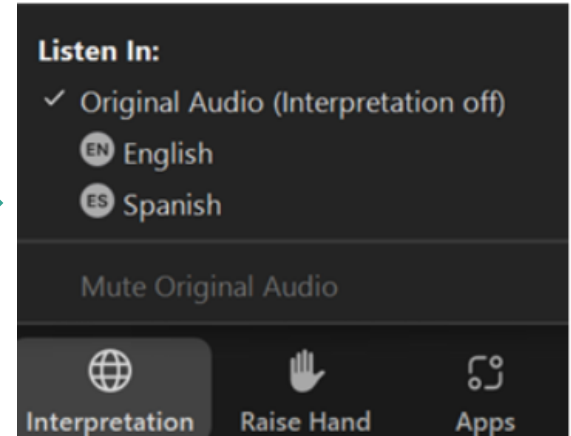 Listen In:
✓ Original Audio (Interpretation off)
EN English
ES Spanish
Mute Original Audio
Interpretation Raise Hand Apps